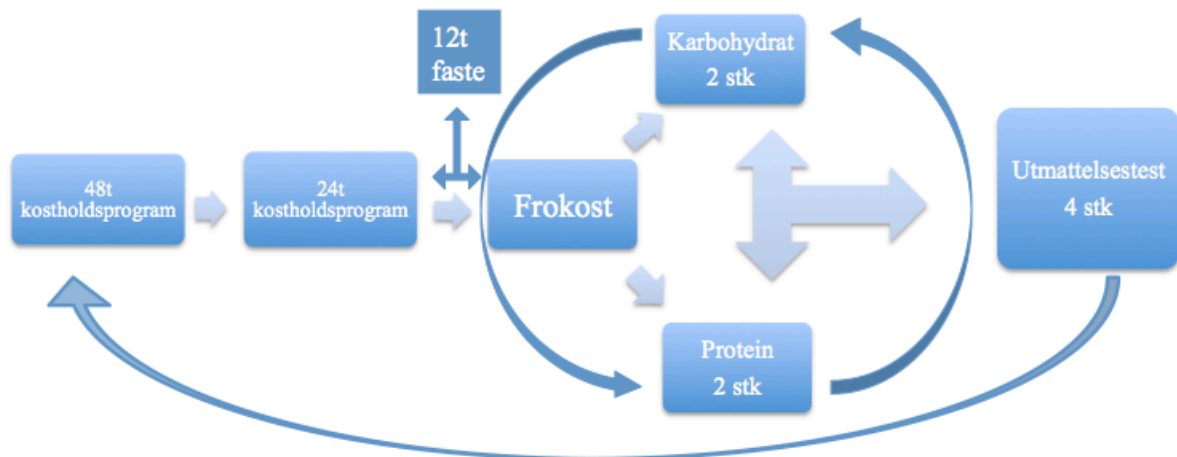 12t
faste
Karbohydrat
2 stk
48t
kostholdsprogram
24t
kostholdsprogram
Frokost
Utmattelsestest
4 stk
Protein
2 stk